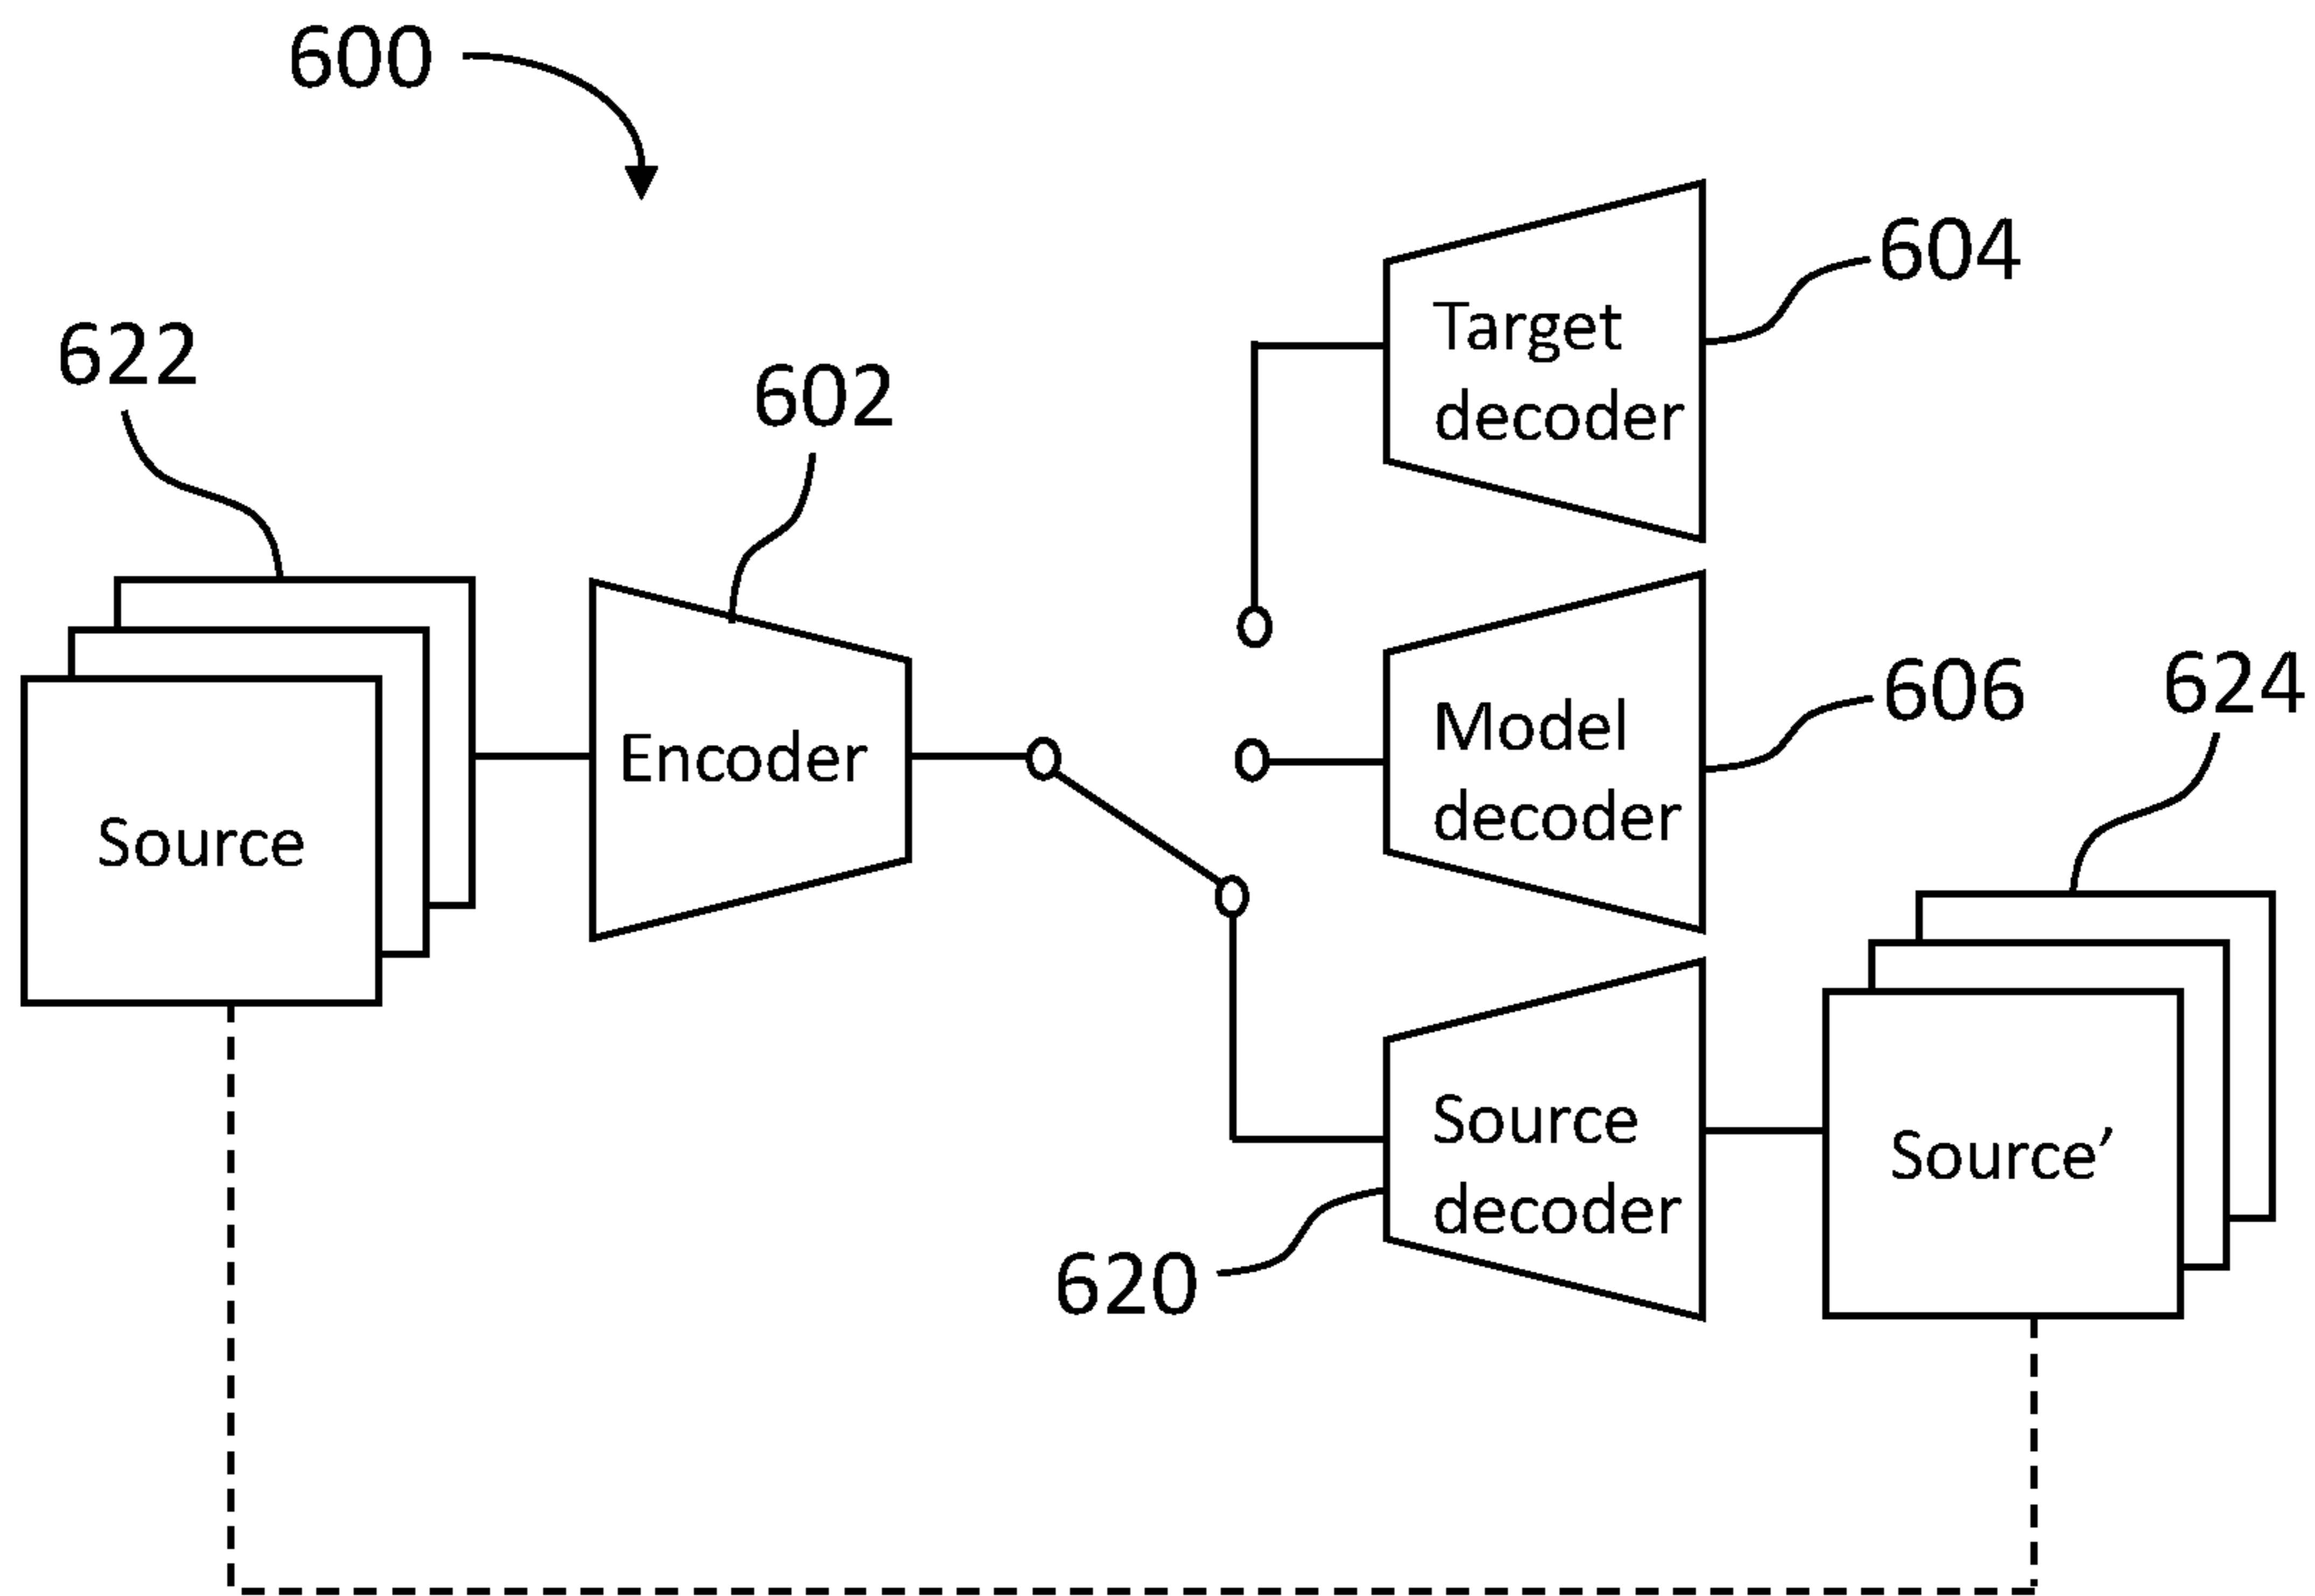 600
604
Target
decoder
622
602
606
624
Model
decoder
Encoder
Source
Source
decoder
Source’
620